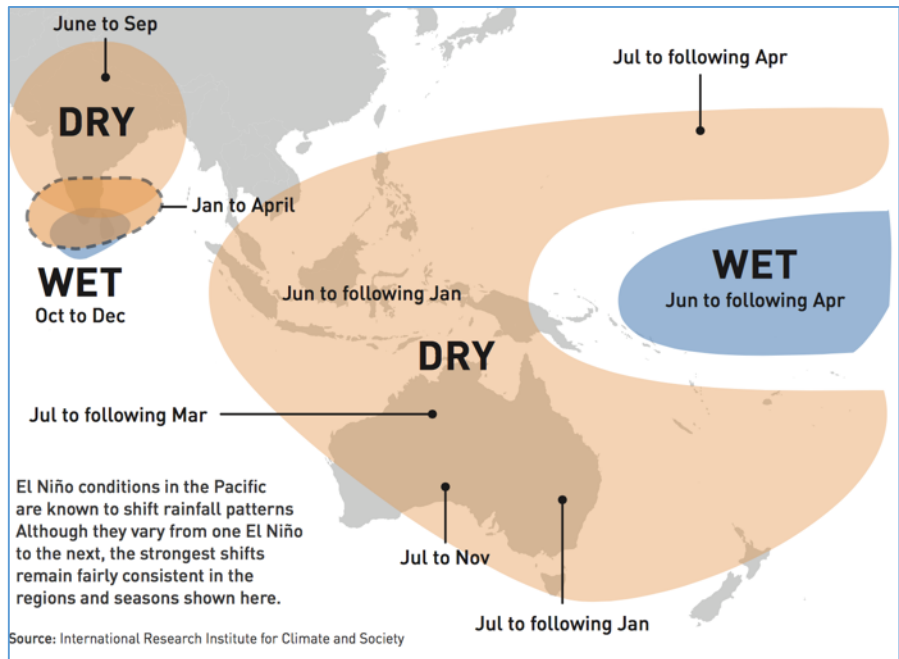 June to Sep
Jul to following Apr
DRY
Jan to April
WET
Oct to Dec
WET
Jun to following Apr
Jun to following Jan
DRY
Jul to following Mar
El Niño conditions in the Pacific
are known to shift rainfall patterns
Although they vary from one El Niño
to the next, the strongest shifts
remain fairly consistent in the
regions and seasons shown here.
Jul to Nov
Jul to following Jan
Source: International Research Institute for Climate and Society